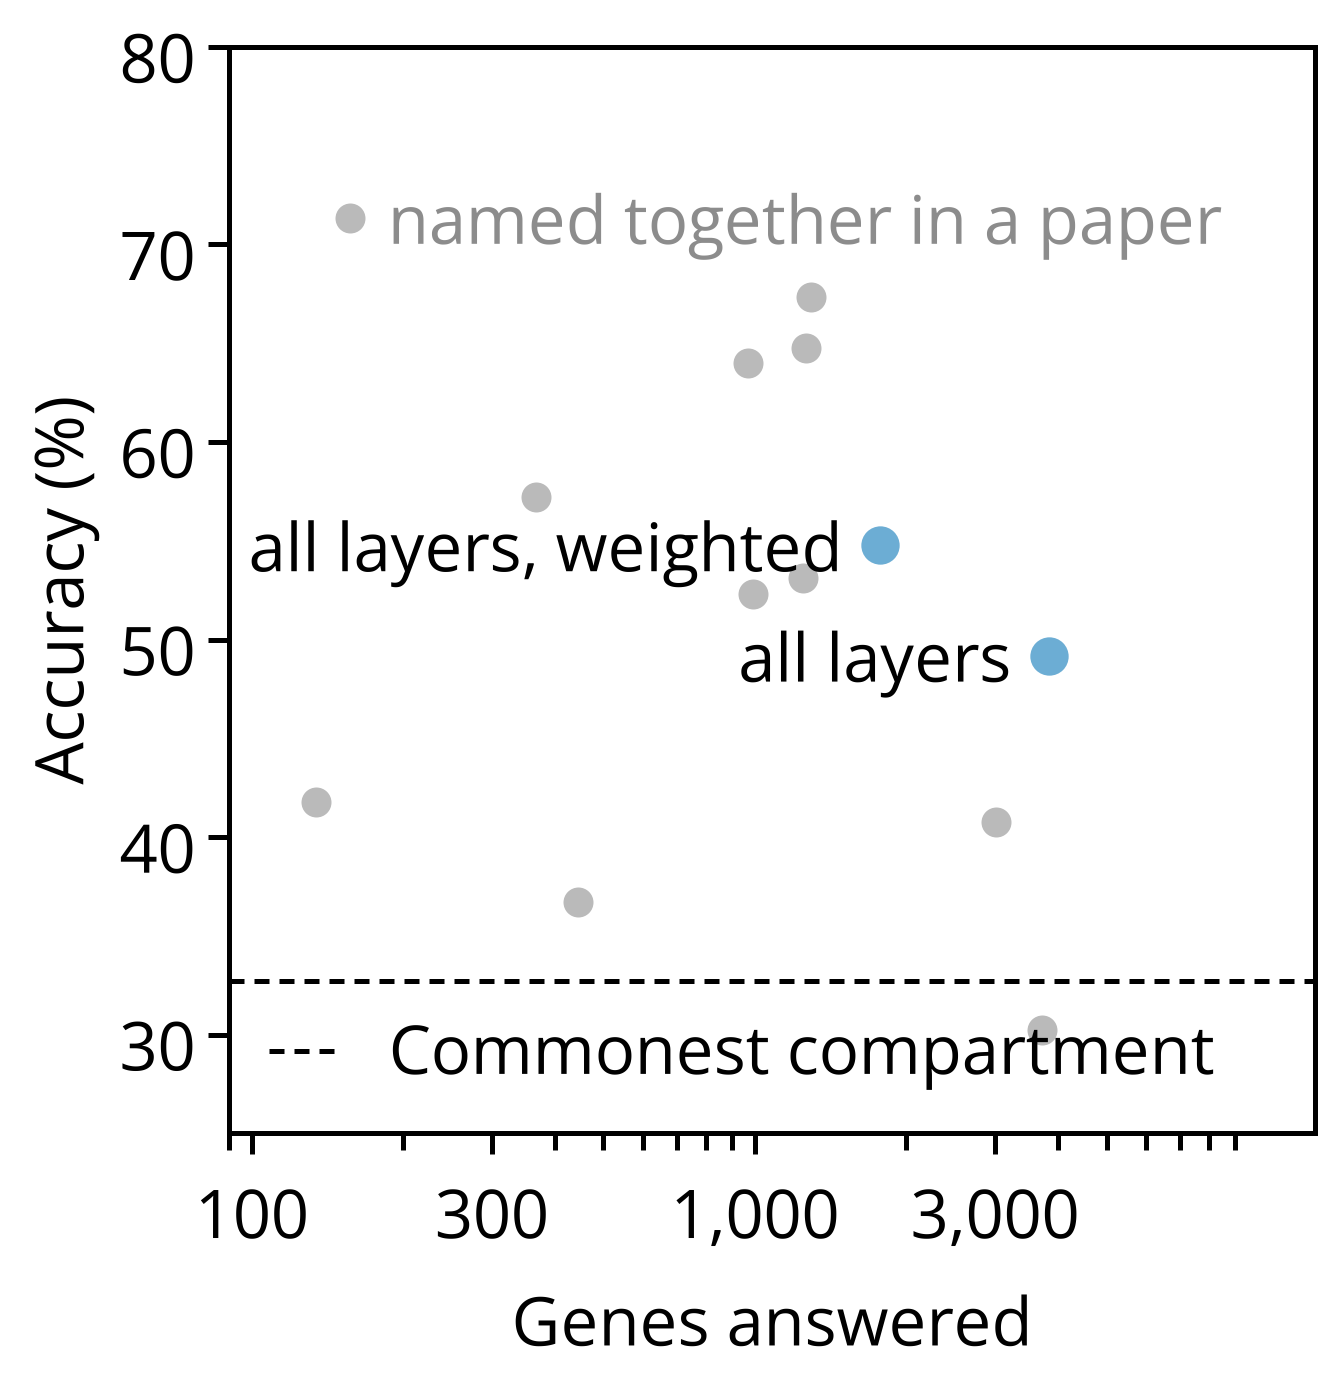 80
named together in a paper
70
Accuracy (%)
60
all layers, weighted
50
all layers
40
30
Commonest compartment
100 300 1,000 3,000
Genes answered